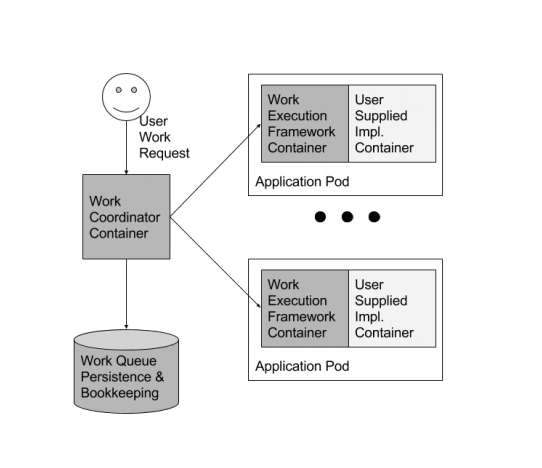 User
Work
Request
Work
Coordinator
Container
Work Queue
Persistence &
Bookkeeping
Work
Execution
Framework
Container
User
Supplied
Impl.
Container
Application Pod
Work
Execution
Framework
Container
User
Supplied
Impl.
Container
Application Pod